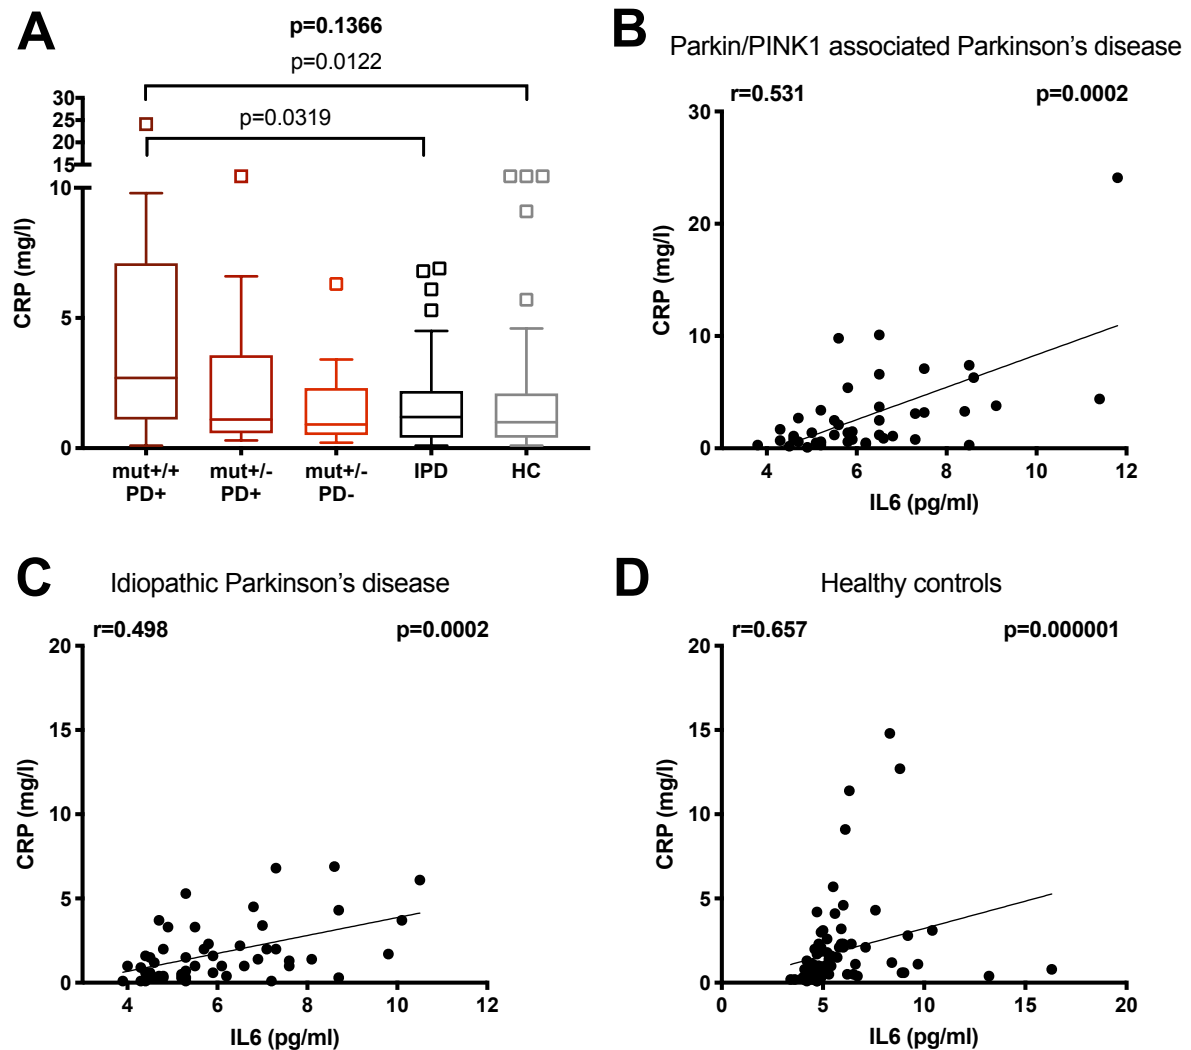 A
p=0.1366
p=0.0122
p=0.0319
30
25
20
15
10
5
0
CRP (mg/l)
mut+/+ mut+/- mut+/- IPD HC
PD+ PD+ PD-
B
Parkin/PINK1 associated Parkinson's disease
r=0.531 p=0.0002
30
20
10
0
CRP (mg/l)
4 6 8 10 12
IL6 (pg/ml)
C
Idiopathic Parkinson's disease
r=0.498 p=0.0002
20
15
10
5
0
CRP (mg/l)
4 6 8 10 12
IL6 (pg/ml)
D
Healthy controls
r=0.657 p=0.000001
20
15
10
5
0
CRP (mg/l)
0 5 10 15 20
IL6 (pg/ml)